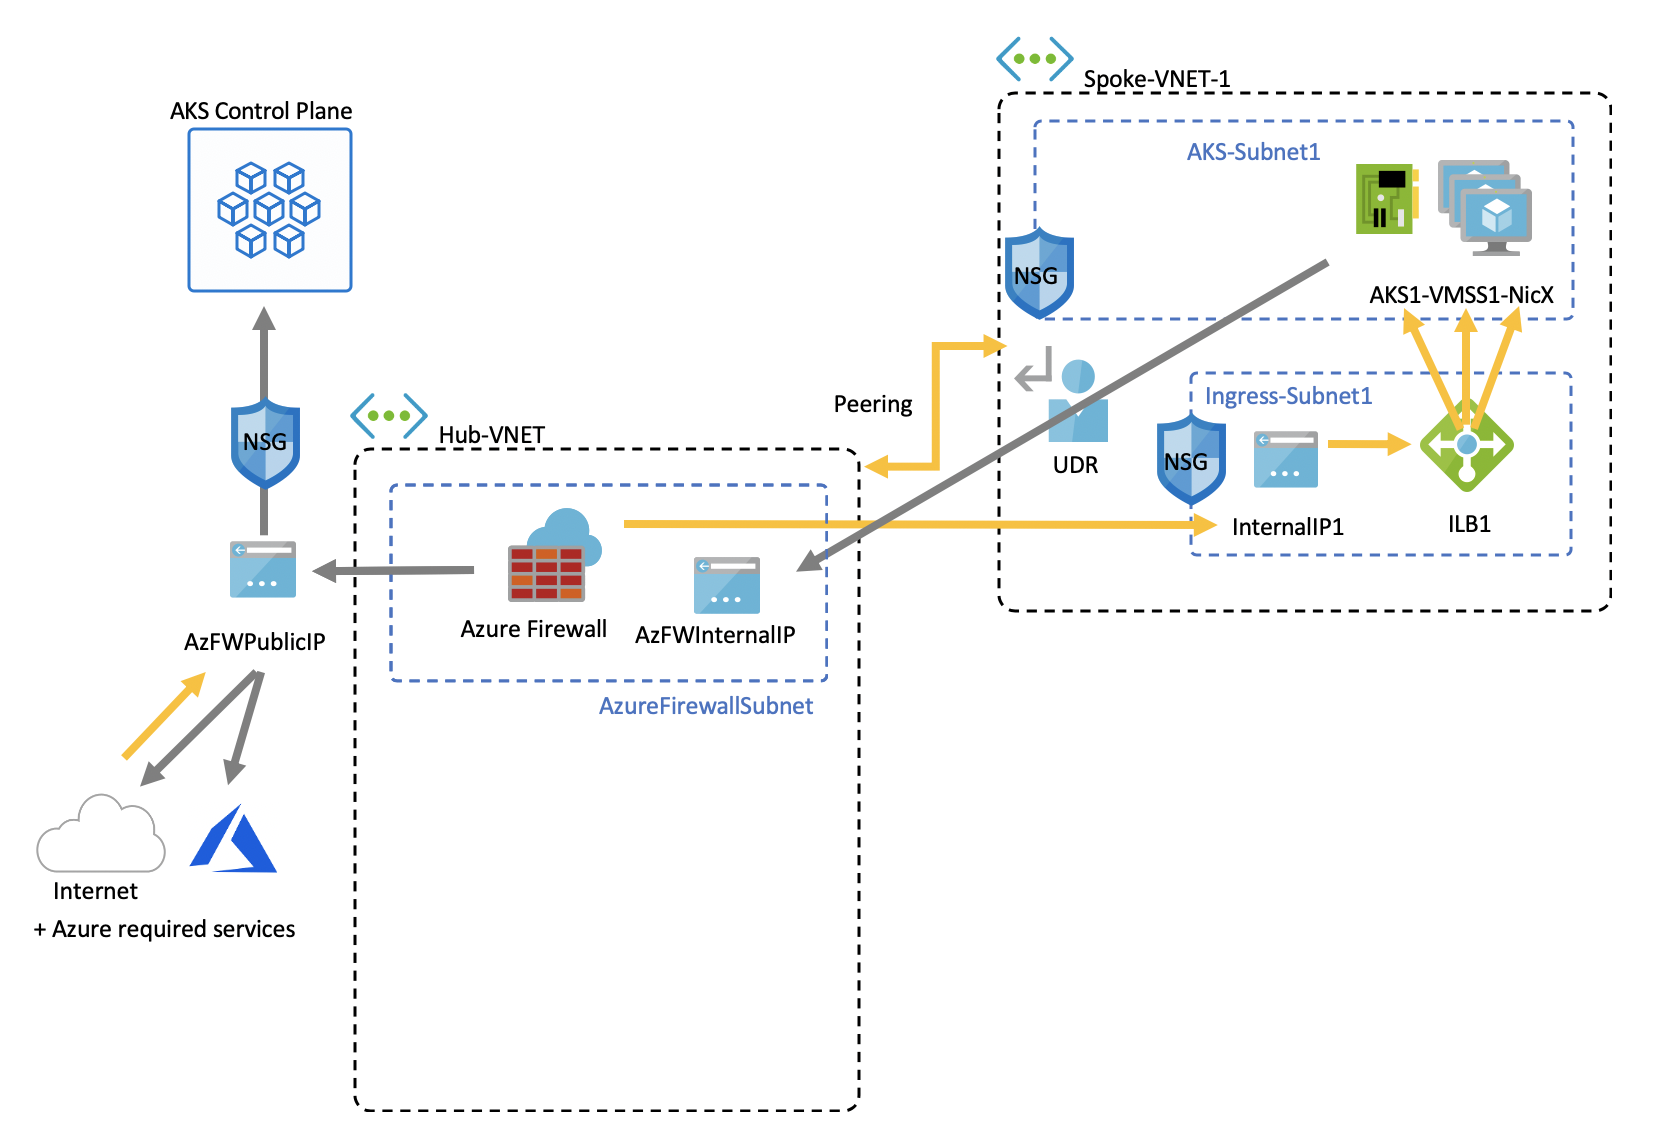 Spoke-VNET-1
AKS Control Plane
AKS-Subnet1
NSG
AKS1-VMSS1-NicX
Peering
Ingress-Subnet1
NSG
Hub-VNET
UDR
NSG
InternalIP1
ILB1
Azure Firewall
AzFWInternalIP
AzFWPublicIP
AzureFirewallSubnet
Internet
+ Azure required services